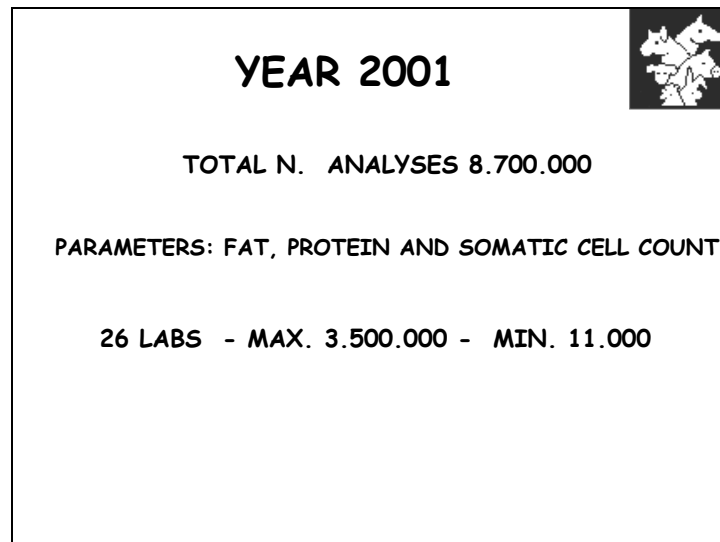 YEAR 2001
TOTAL N. ANALYSES 8.700.000
PARAMETERS: FAT, PROTEIN AND SOMATIC CELL COUNT
26 LABS - MAX. 3.500.000 - MIN. 11.000